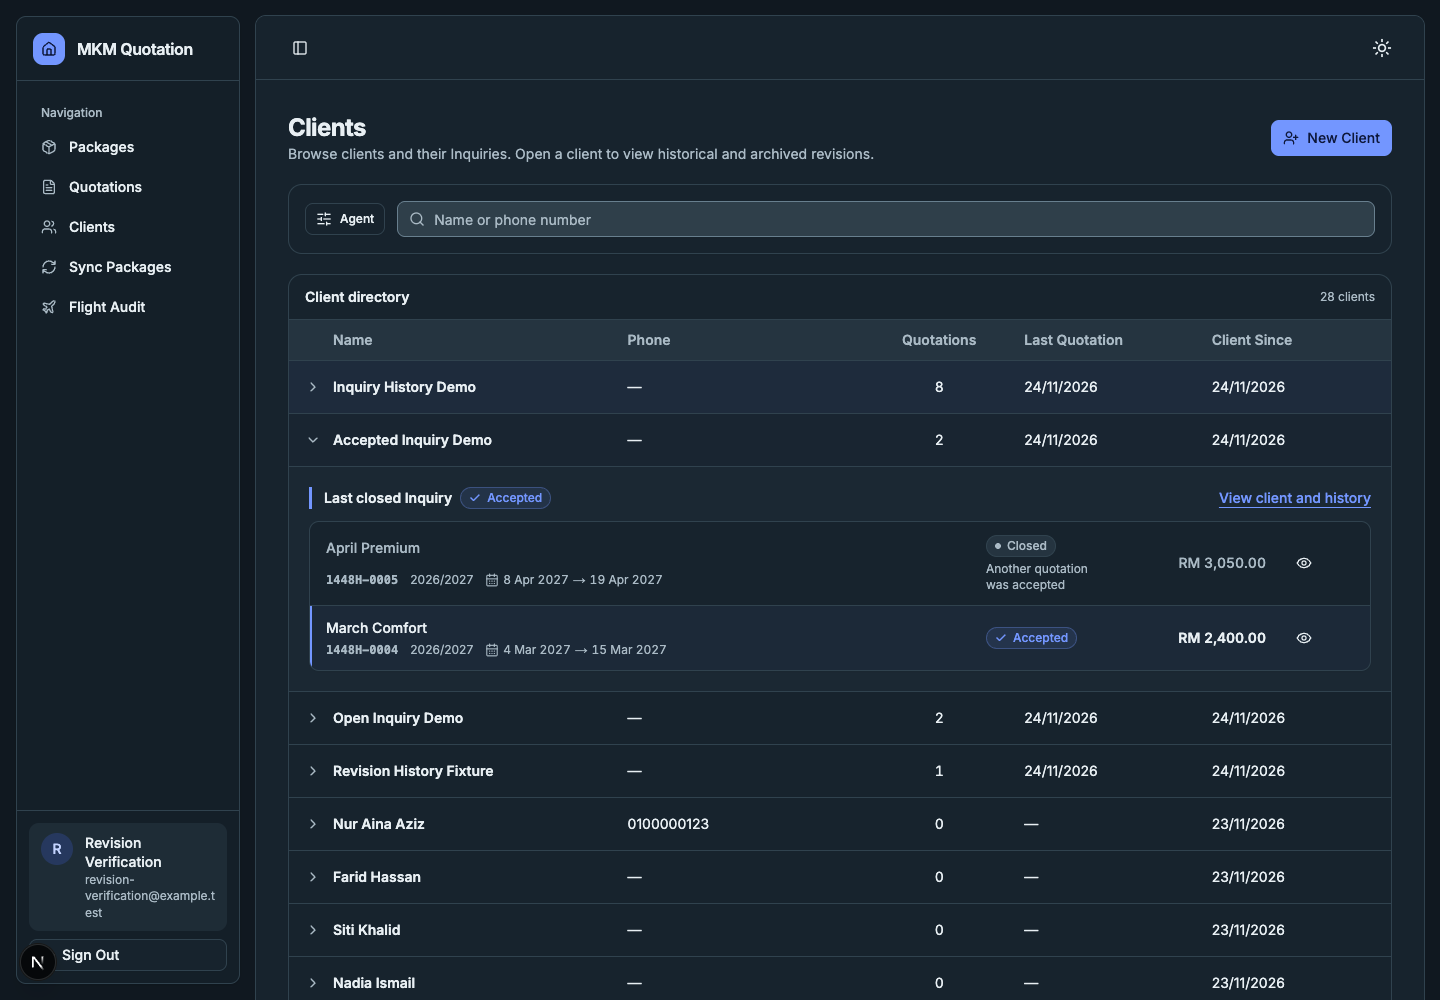 MKM Quotation
Navigation
Packages
Quotations
Clients
Sync Packages
Flight Audit
R
Revision
Verification
revision-
verification@example.t
est
N
Sign Out
Clients
Browse clients and their Inquiries. Open a client to view historical and archived revisions.
New Client
Agent
Name or phone number
Client directory
28 clients
Name Phone Quotations Last Quotation Client Since
Inquiry History Demo — 8 24/11/2026 24/11/2026
Accepted Inquiry Demo — 2 24/11/2026 24/11/2026
Last closed Inquiry Accepted View client and history
April Premium
Closed
Another quotation
was accepted
RM 3,050.00
1448H–0005 2026/2027 8 Apr 2027 → 19 Apr 2027
March Comfort
Accepted
RM 2,400.00
1448H–0004 2026/2027 4 Mar 2027 → 15 Mar 2027
Open Inquiry Demo — 2 24/11/2026 24/11/2026
Revision History Fixture — 1 24/11/2026 24/11/2026
Nur Aina Aziz 0100000123 0 — 23/11/2026
Farid Hassan — 0 — 23/11/2026
Siti Khalid — 0 — 23/11/2026
Nadia Ismail — 0 — 23/11/2026